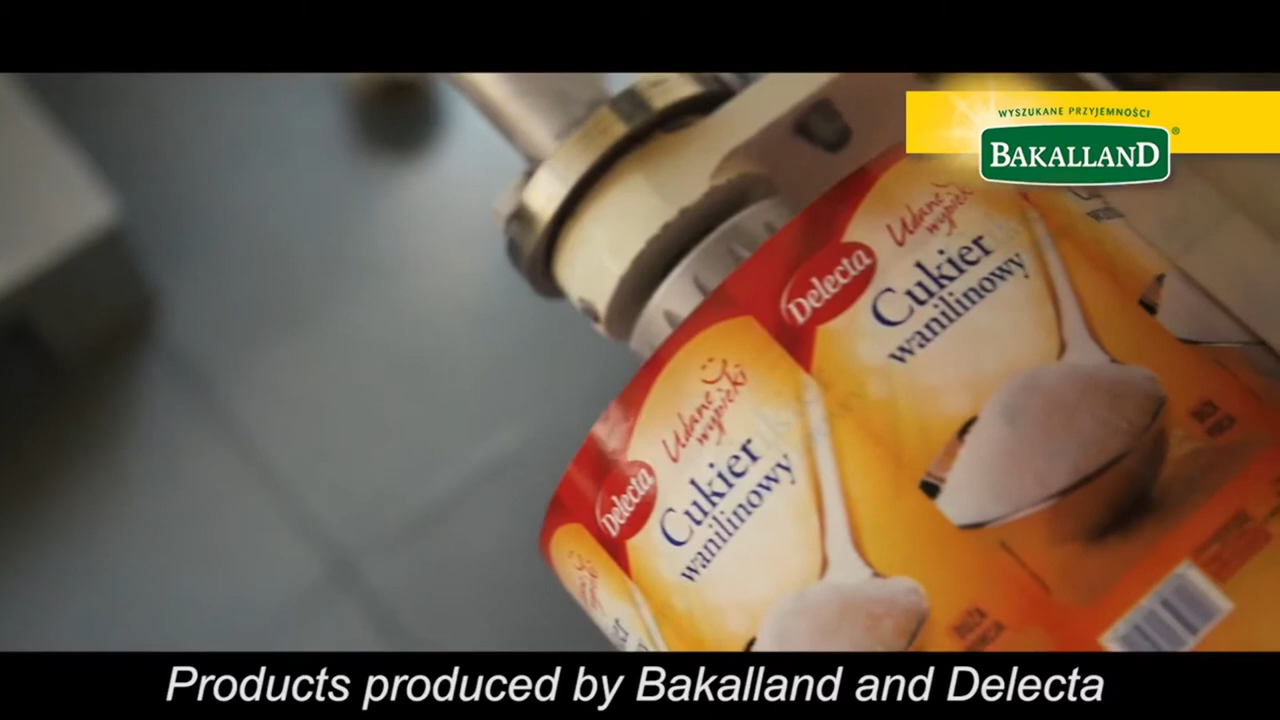 WYSZUKANE PRZYJEMNOŚCI
BAKALLAND®
Delecta
Udane
wypieki
Cukier
wanilinowy
Delecta
Udane
wypieki
Cukier
wanilinowy
Products produced by Bakalland and Delecta